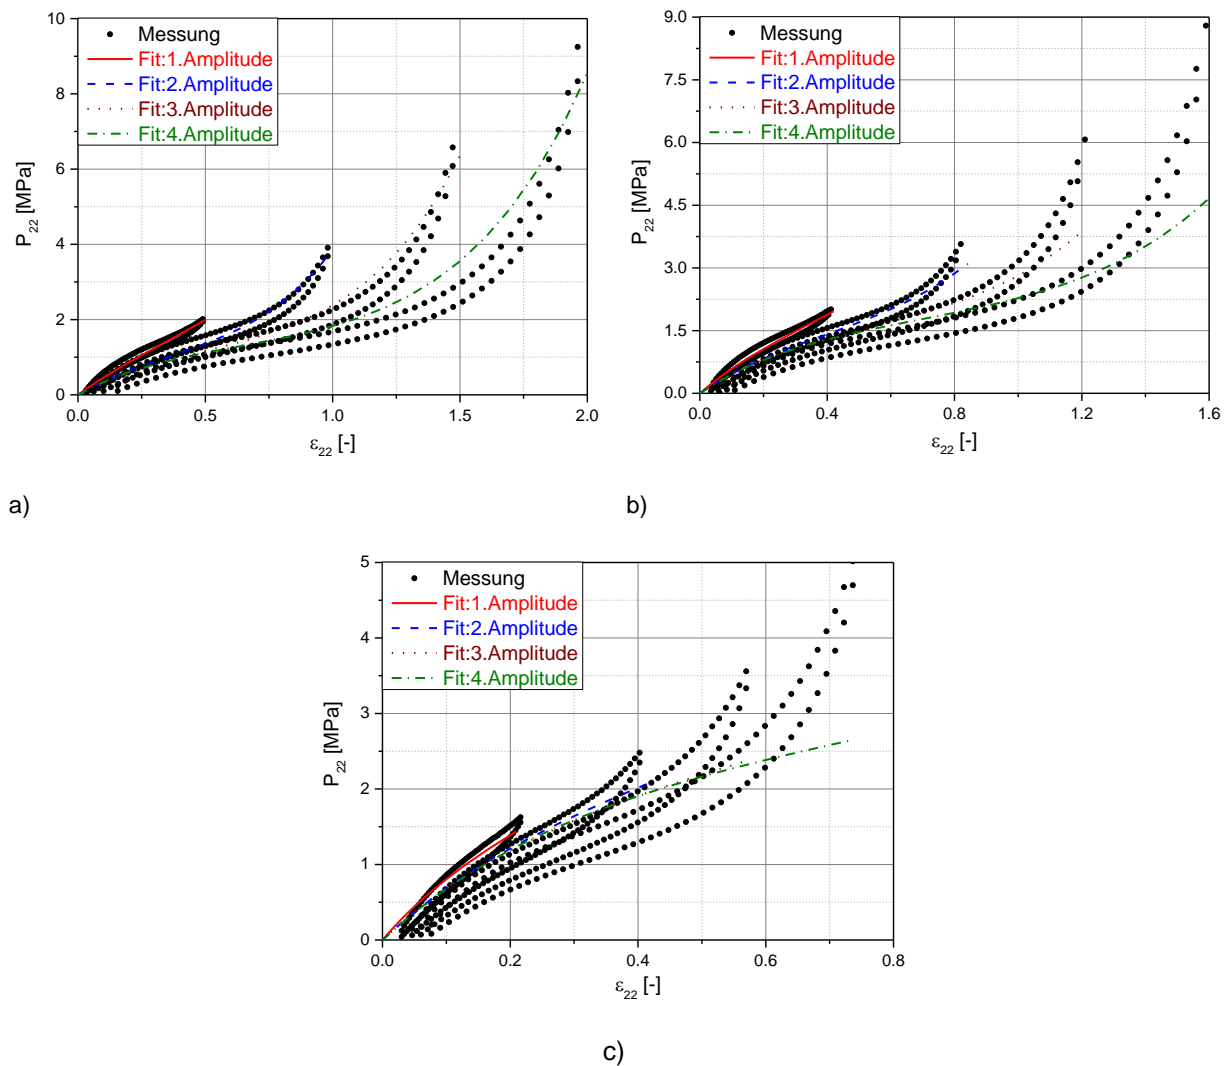 Messung
Fit:1.Amplitude
Fit:2.Amplitude
Fit:3.Amplitude
Fit:4.Amplitude
10
8
6
4
2
0
P22 [MPa]
0.0 0.5 1.0 1.5 2.0
ε22 [-]
a)
Messung
Fit:1.Amplitude
Fit:2.Amplitude
Fit:3.Amplitude
Fit:4.Amplitude
9.0
7.5
6.0
4.5
3.0
1.5
0.0
P22 [MPa]
0.0 0.4 0.8 1.2 1.6
ε22 [-]
b)
Messung
Fit:1.Amplitude
Fit:2.Amplitude
Fit:3.Amplitude
Fit:4.Amplitude
5
4
3
2
1
0
P22 [MPa]
0.0 0.2 0.4 0.6 0.8
ε22 [-]
c)